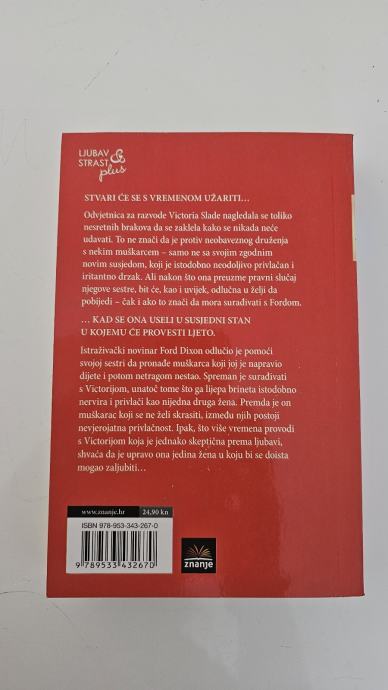 LJUBAV
STRAST &
plus
STVARI ĆE SE S VREMENOM UŽARITI…
Odvjetnica za razvode Victoria Slade nagledala se toliko
nesretnih brakova da se zaklela kako se nikada neće
udavati. To ne znači da je protiv neobaveznog druženja
s nekim muškarcem – samo ne sa svojim zgodnim
novim susjedom, koji je istodobno neodoljivo privlačan i
iritantno drzak. Ali nakon što ona preuzme pravni slučaj
njegove sestre, bit će, kao i uvijek, odlučna u želji da
pobijedi – čak i ako to znači da mora surađivati s Fordom.
… KAD SE ONA USELI U SUSJEDNI STAN
U KOJEMU ĆE PROVESTI LJETO.
Istraživački novinar Ford Dixon odlučio je pomoći
svojoj sestri da pronađe muškarca koji joj je napravio
dijete i potom netragom nestao. Spreman je surađivati
s Victorijom, unatoč tome što ga lijepa brineta istodobno
nervira i privlači kao nijedna druga žena. Premda je on
muškarac koji se ne želi skrasiti, između njih postoji
nevjerojatna privlačnost. Ipak, što više vremena provodi
s Victorijom koja je jednako skeptična prema ljubavi,
shvaća da je upravo ona jedina žena u koju bi se doista
mogao zaljubiti…
www.znanje.hr
24,90 kn
ISBN 978-953-343-267-0
9 789533 432670
znanje